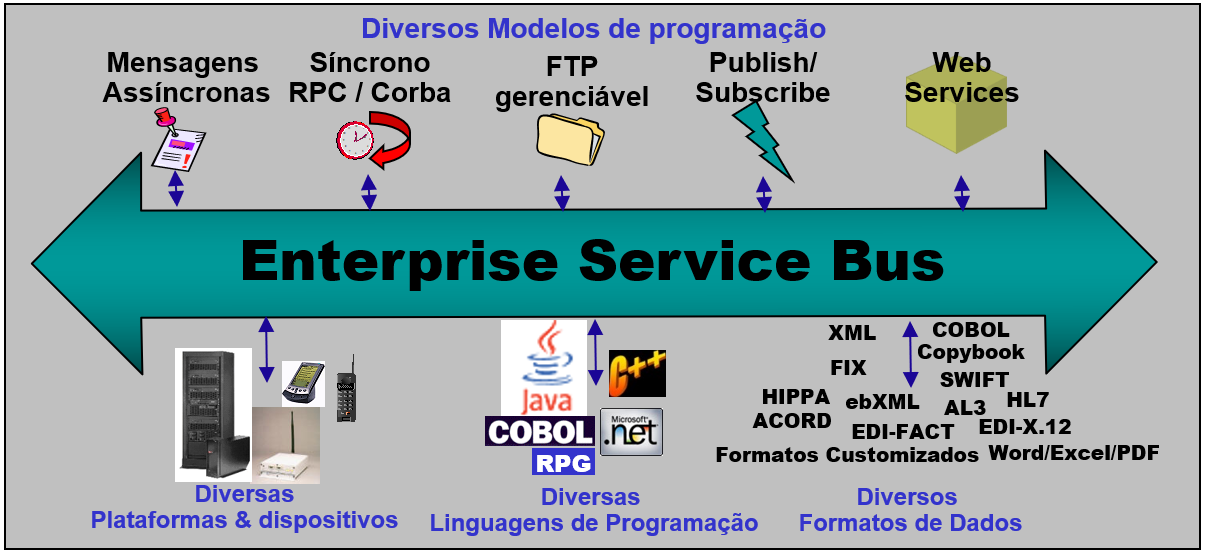 Diversos Modelos de programação
Mensagens
Assíncronas
Síncrono
RPC / Corba
FTP
gerenciável
Publish/
Subscribe
Web
Services
Enterprise Service Bus
Java
C++
COBOL
Microsoft
.net
RPG
XML
COBOL
Copybook
FIX
SWIFT
HIPPA
ebXML
AL3
HL7
ACORD
EDI-FACT
EDI-X.12
Formatos Customizados
Word/Excel/PDF
Diversas
Plataformas & dispositivos
Diversas
Linguagens de Programação
Diversos
Formatos de Dados